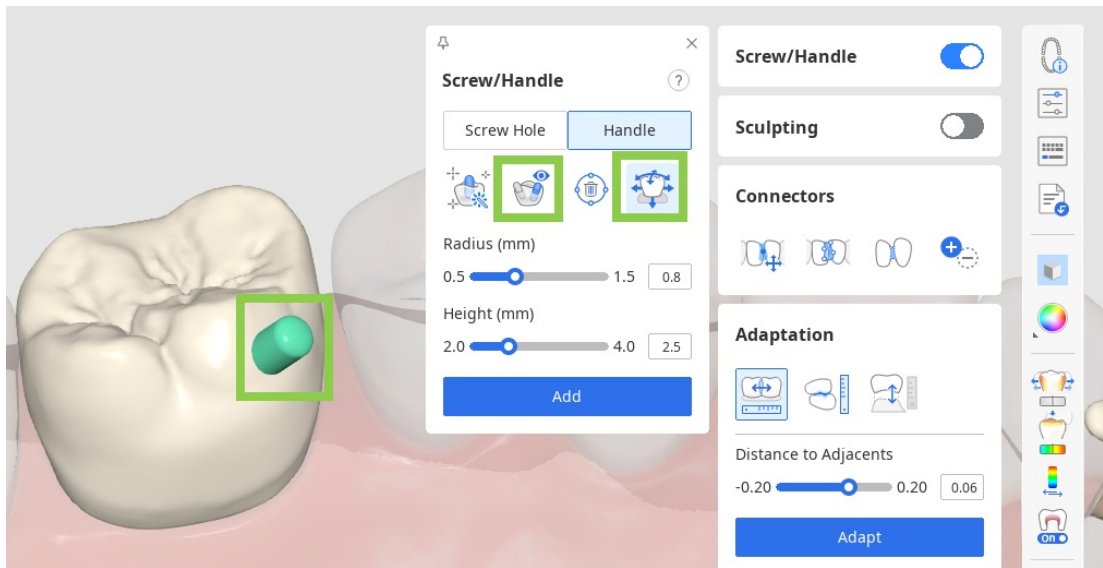 Screw/Handle
?
Screw Hole
Handle
Radius (mm)
0.5
1.5
0.8
Height (mm)
2.0
4.0
2.5
Add
Screw/Handle
Sculpting
Connectors
Adaptation
Distance to Adjacents
-0.20
0.20
0.06
Adapt
On